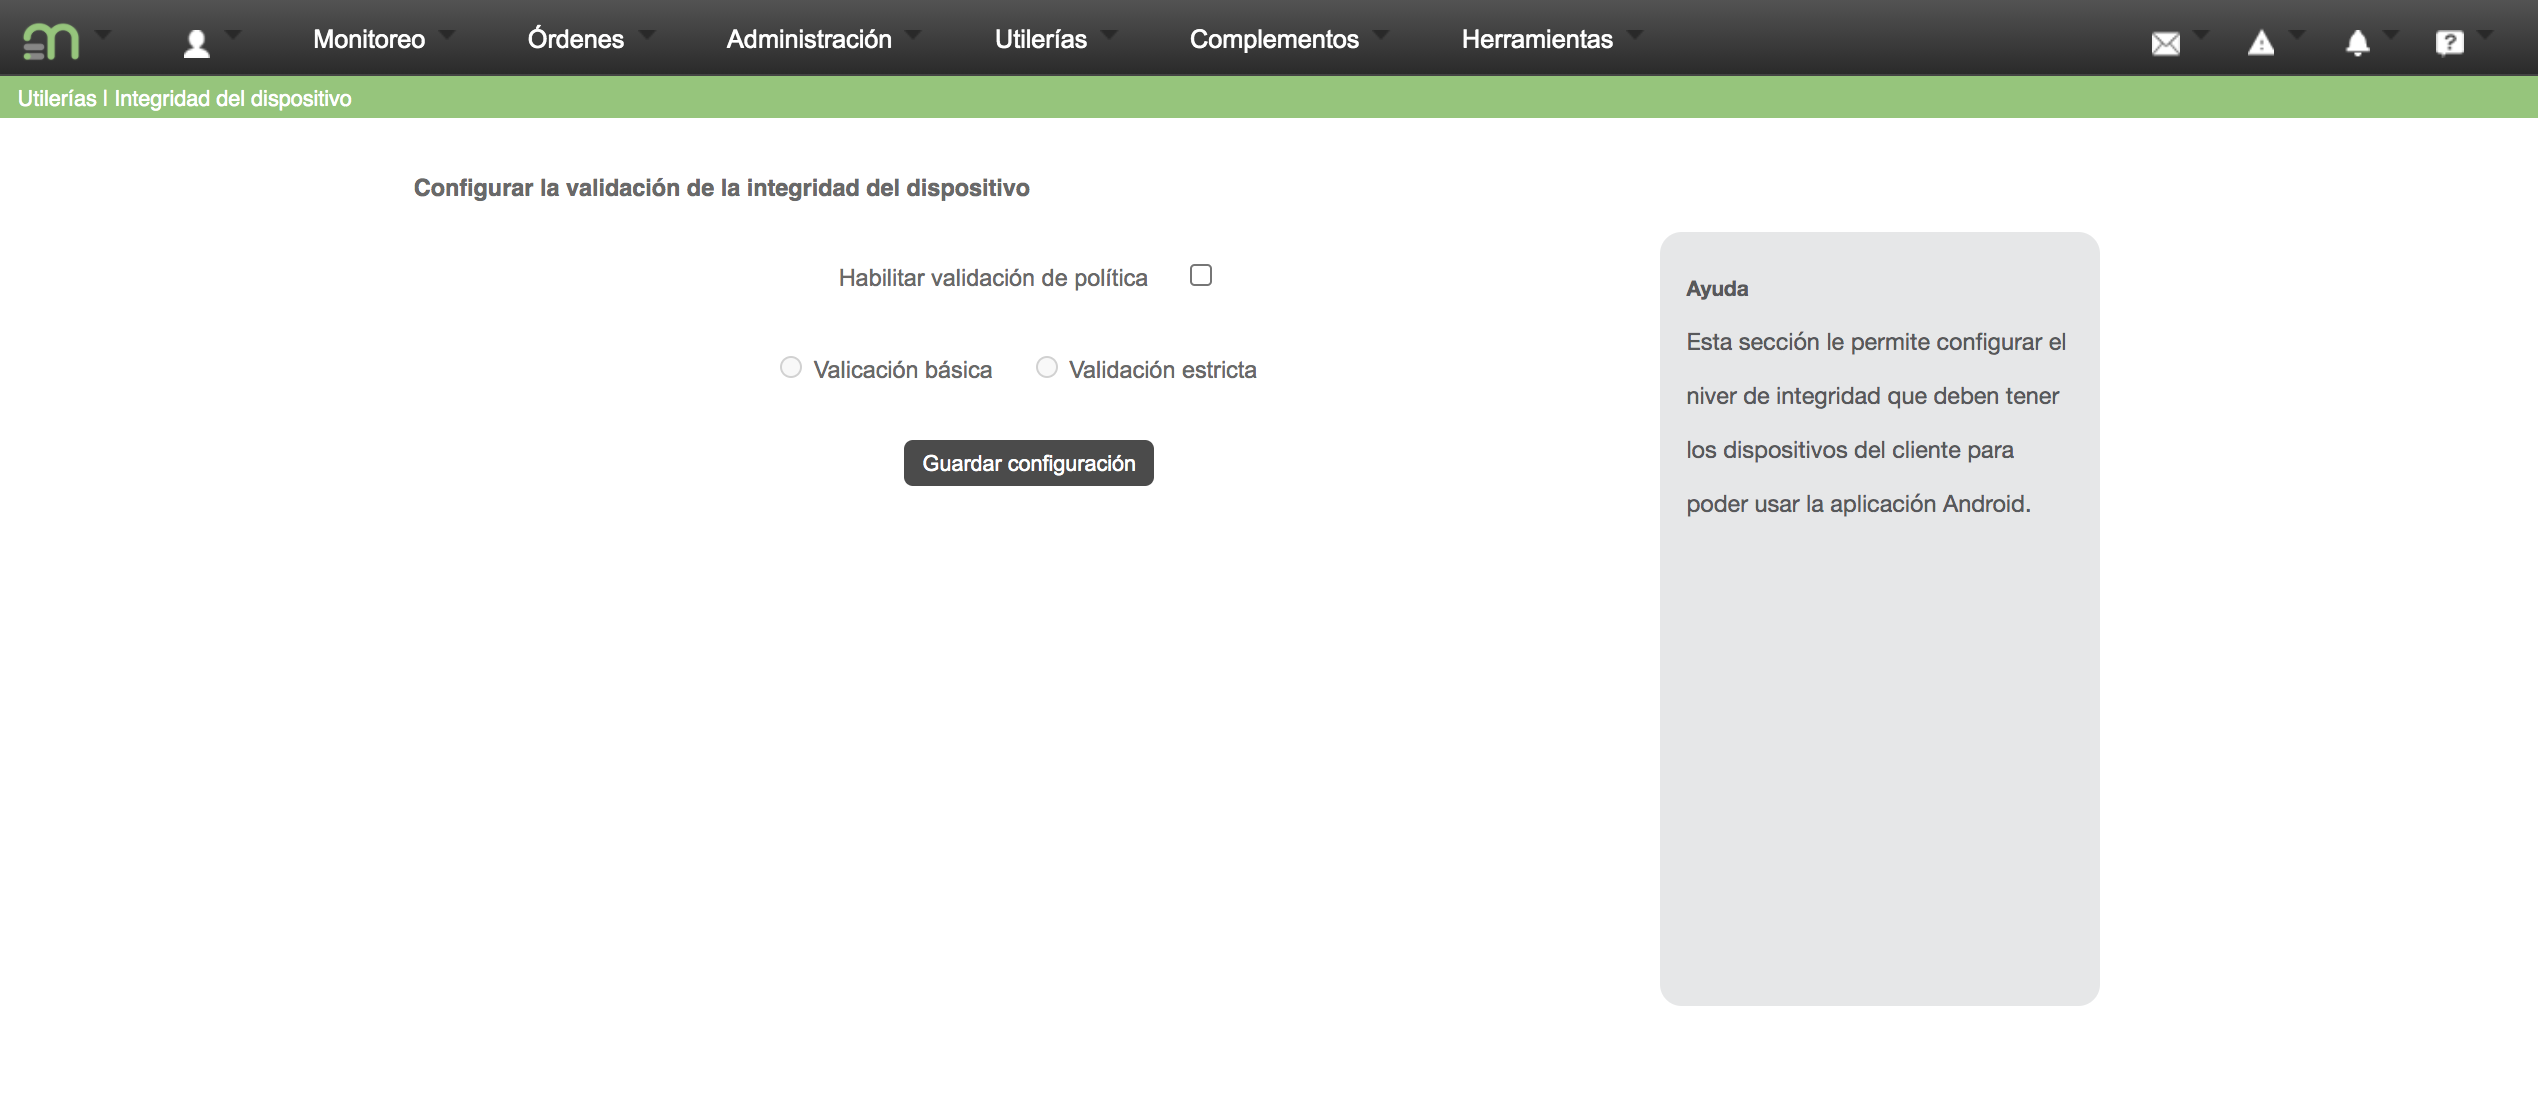 Monitoreo Órdenes Administración Utilerías Complementos Herramientas
Utilerías | Integridad del dispositivo
Configurar la validación de la integridad del dispositivo
Habilitar validación de política
Valicación básica Validación estricta
Guardar configuración
Ayuda
Esta sección le permite configurar el
niver de integridad que deben tener
los dispositivos del cliente para
poder usar la aplicación Android.